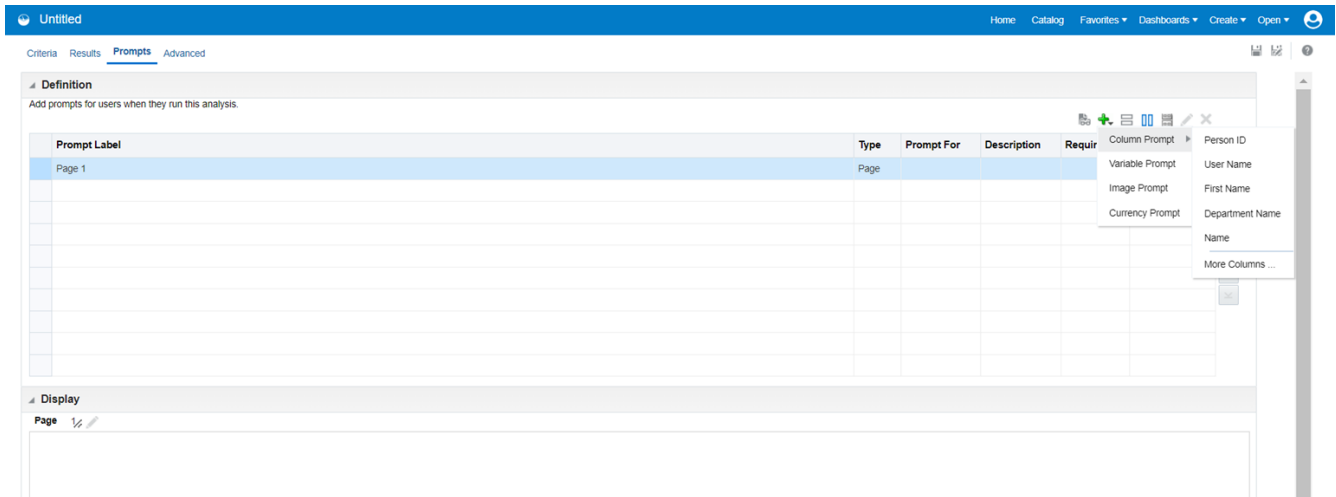 Untitled
Home Catalog Favorites Dashboards Create Open
Criteria Results Prompts Advanced
Definition
Add prompts for users when they run this analysis.
Prompt Label Type Prompt For Description Requir
Page 1 Page
Column Prompt
Variable Prompt
Image Prompt
Currency Prompt
Person ID
User Name
First Name
Department Name
Name
More Columns ...
Display
Page